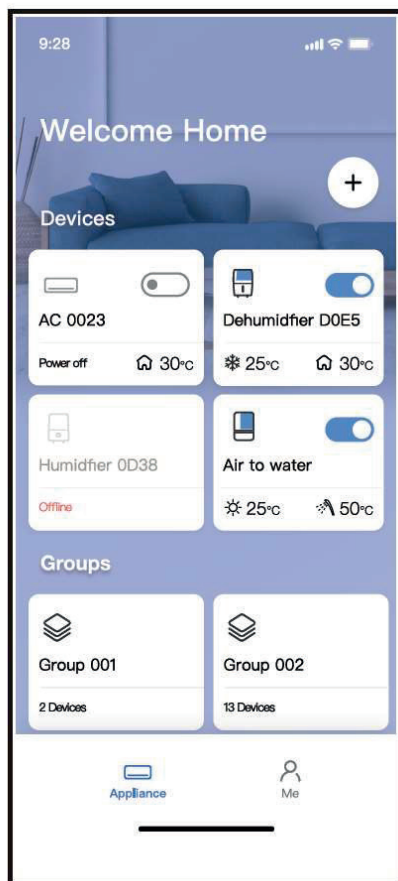 9:28
Welcome Home
+
Devices
AC 0023
Power off 30°C
Dehumidfier D0E5
25°C 30°C
Humidfier 0D38
Offline
Air to water
25°C 50°C
Groups
Group 001
2 Devices
Group 002
13 Devices
Appliance
Me